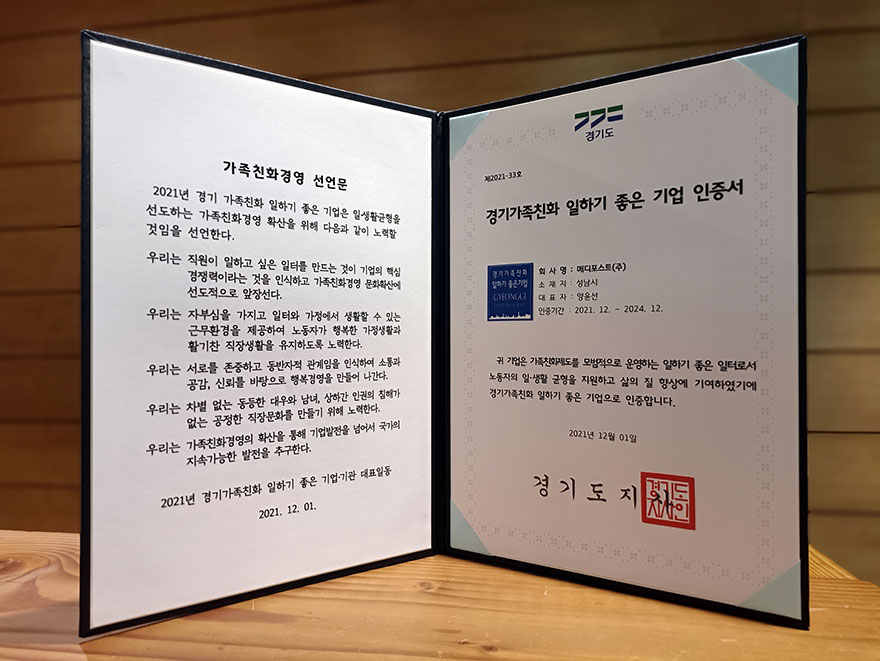 가족친화경영 선언문
2021년 경기 가족친화 일하기 좋은 기업은 일·생활균형을
선도하는 가족친화경영 확산을 위해 다음과 같이 노력할
것임을 선언한다.
우리는 직원이 일하고 싶은 일터를 만드는 것이 기업의 핵심
경쟁력이라는 것을 인식하고 가족친화경영 문화확산에
선도적으로 앞장선다.
우리는 자부심을 가지고 일터와 가정에서 생활할 수 있는
근무환경을 제공하여 노동자가 행복한 가정생활과
활기찬 직장생활을 유지하도록 노력한다.
우리는 서로를 존중하고 동반자적 관계임을 인식하여 소통과
공감, 신뢰를 바탕으로 행복경영을 만들어 나간다.
우리는 차별 없는 동등한 대우와 남녀, 상하간 인권의 침해가
없는 공정한 직장문화를 만들기 위해 노력한다.
우리는 가족친화경영의 확산을 통해 기업발전을 넘어서 국가의
지속가능한 발전을 추구한다.
2021년 경기가족친화 일하기 좋은 기업·기관 대표일동
2021. 12. 01.
경기도
제2021-33호
경기가족친화 일하기 좋은 기업 인증서
경기가족친화
일하기 좋은기업
GYEONGGI
회 사 명 : 메디포스트(주)
소 재 지 : 성남시
대 표 자 : 양윤선
인증기간 : 2021. 12. ~ 2024. 12.
귀 기업은 가족친화제도를 모범적으로 운영하는 일하기 좋은 일터로서
노동자의 일·생활 균형을 지원하고 삶의 질 향상에 기여하였기에
경기가족친화 일하기 좋은 기업으로 인증합니다.
2021년 12월 01일
경기도지사
경기도
지사인